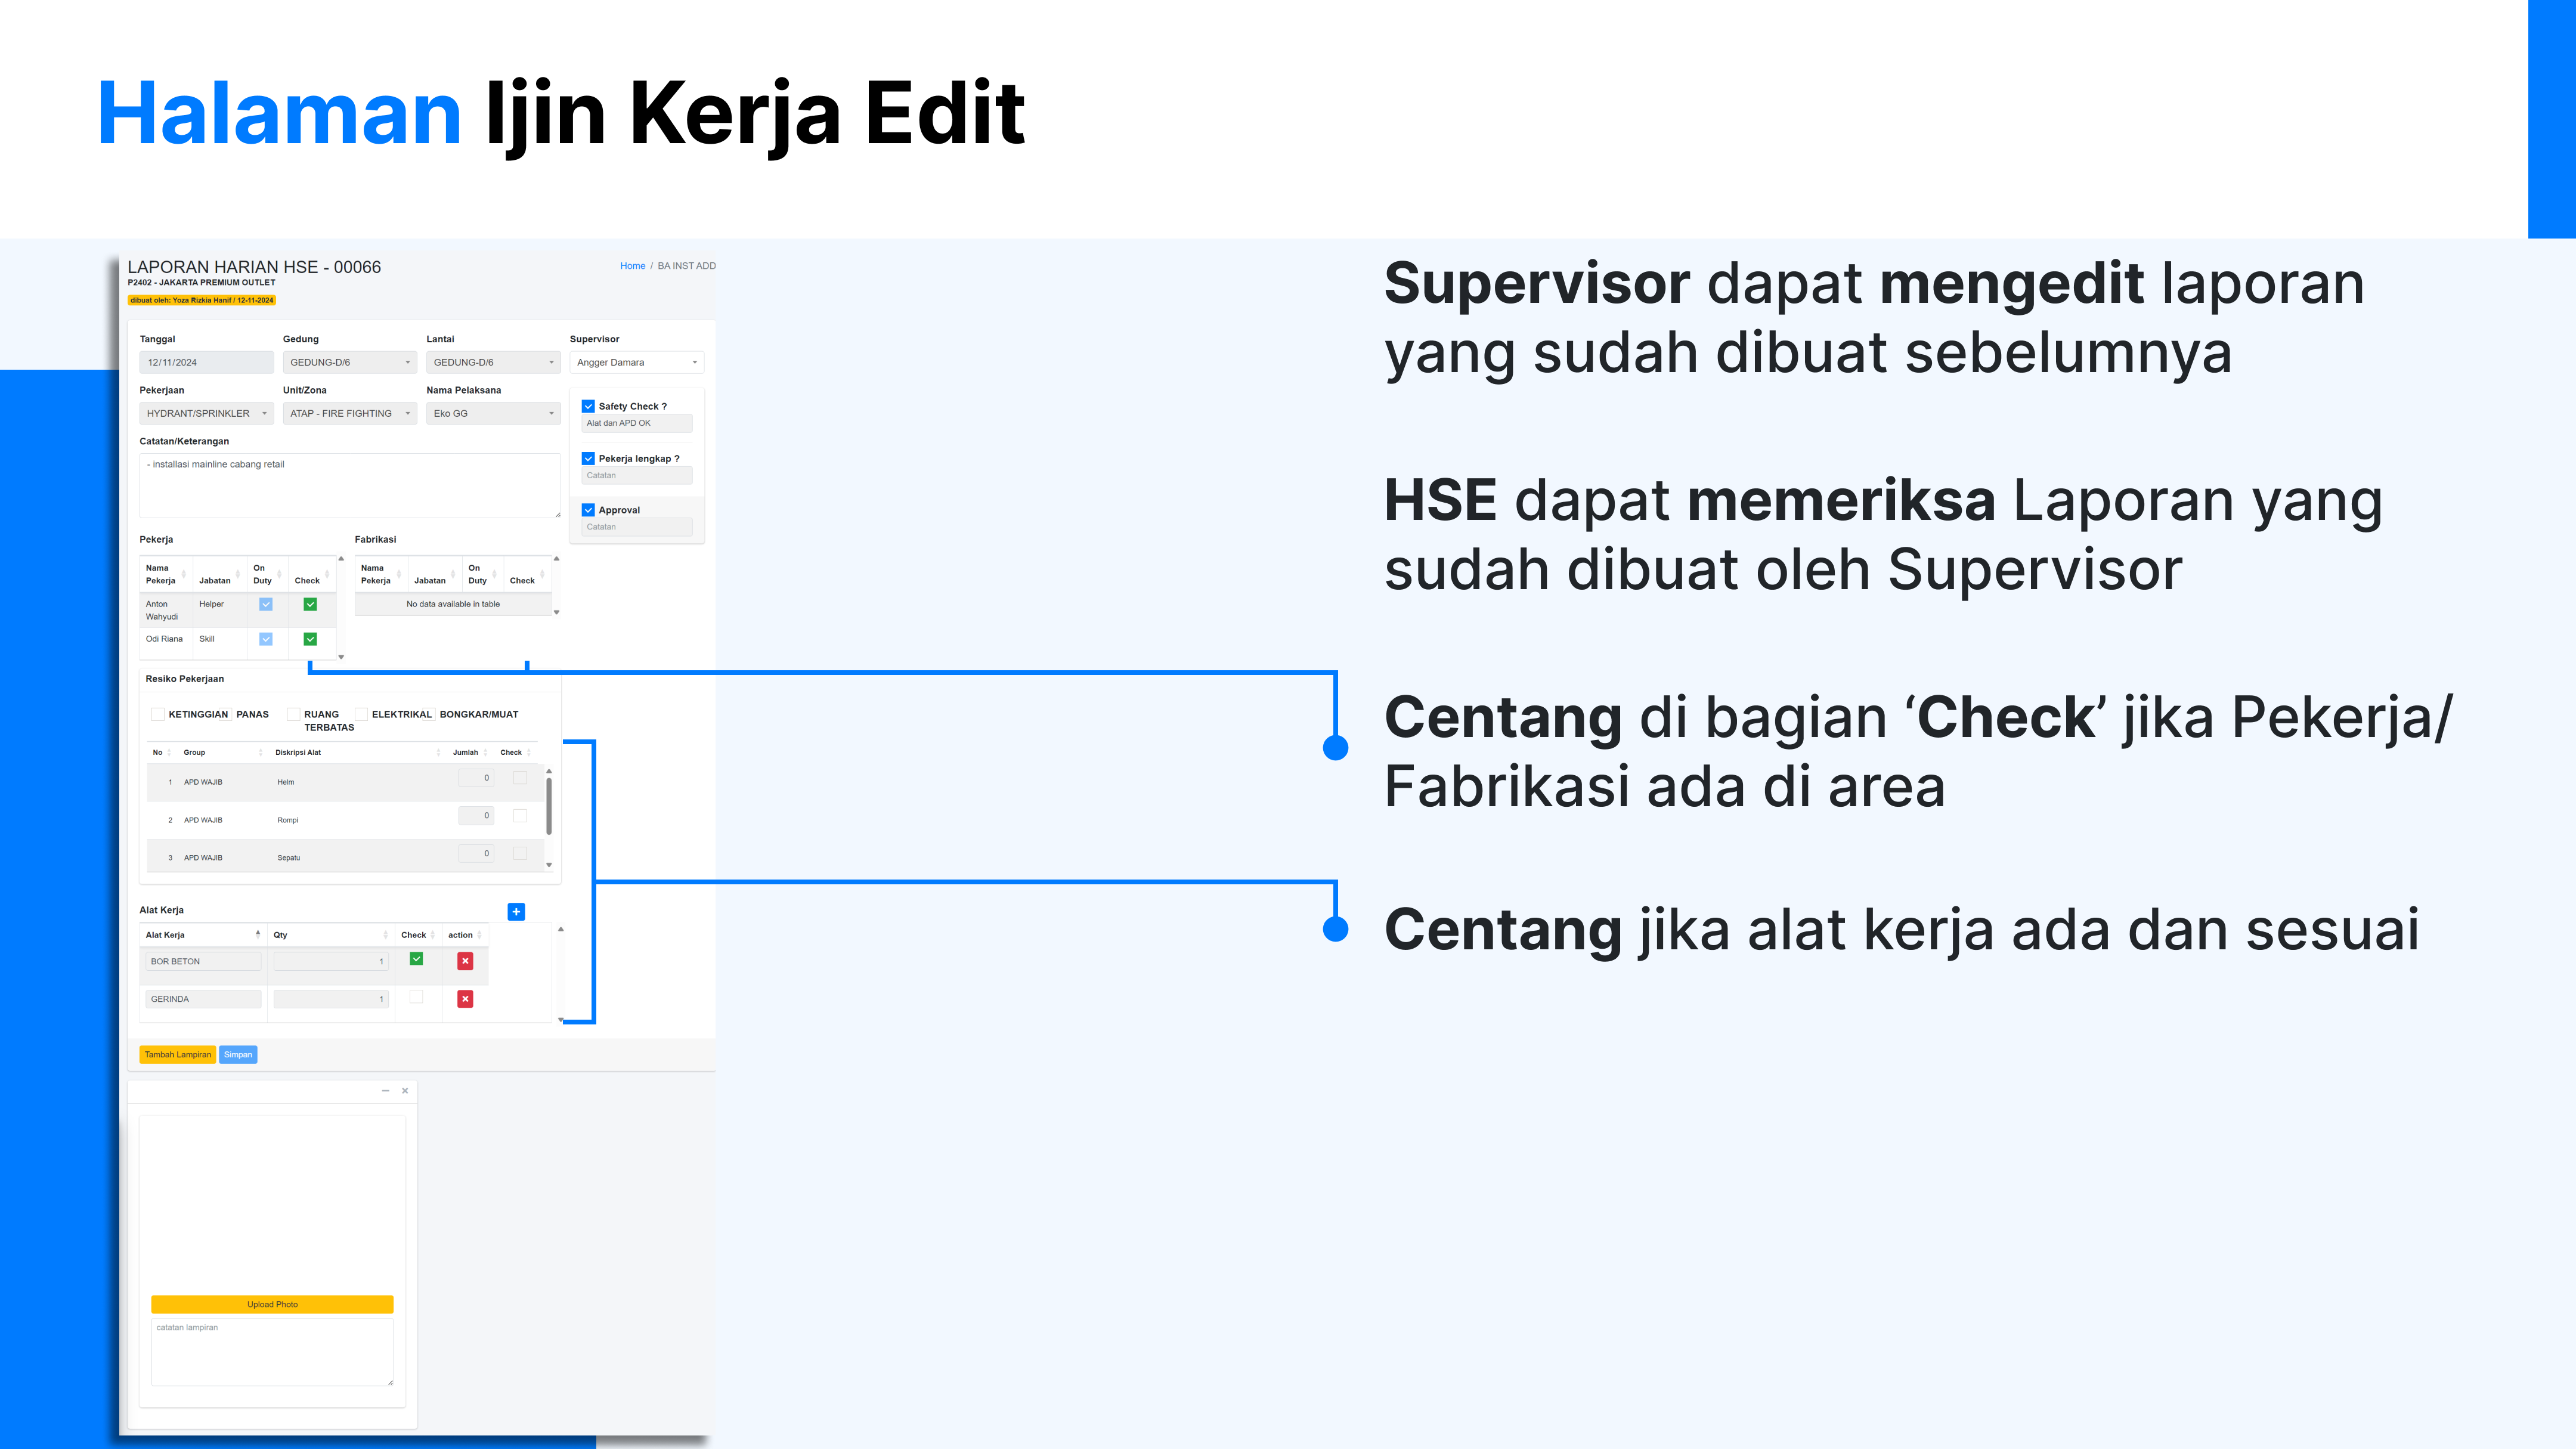 Halaman Ijin Kerja Edit
LAPORAN HARIAN HSE - 00066
Home / BA INST ADD
P2402 - JAKARTA PREMIUM OUTLET
dibuat oleh: Yoza Rizkia Hanif / 12-11-2024
Tanggal Gedung Lantai Supervisor
12/11/2024 GEDUNG-D/6 GEDUNG-D/6 Angger Damara
Pekerjaan Unit/Zona Nama Pelaksana
HYDRANT/SPRINKLER ATAP - FIRE FIGHTING Eko GG
Safety Check ?
Alat dan APD OK
Pekerja lengkap ?
Catatan
Approval
Catatan
Catatan/Keterangan
- installasi mainline cabang retail
Pekerja
Nama Pekerja Jabatan On Duty Check
Anton Wahyudi Helper
Odi Riana Skill
Fabrikasi
Nama Pekerja Jabatan On Duty Check
No data available in table
Resiko Pekerjaan
KETINGGIAN PANAS RUANG TERBATAS ELEKTRIKAL BONGKAR/MUAT
No Group Diskripsi Alat Jumlah Check
1 APD WAJIB Helm 0
2 APD WAJIB Rompi 0
3 APD WAJIB Sepatu 0
Alat Kerja
Alat Kerja Qty Check action
BOR BETON 1
GERINDA 1
Tambah Lampiran Simpan
Upload Photo
catatan lampiran
Supervisor dapat mengedit laporan
yang sudah dibuat sebelumnya
HSE dapat memeriksa Laporan yang
sudah dibuat oleh Supervisor
Centang di bagian ‘Check’ jika Pekerja/
Fabrikasi ada di area
Centang jika alat kerja ada dan sesuai